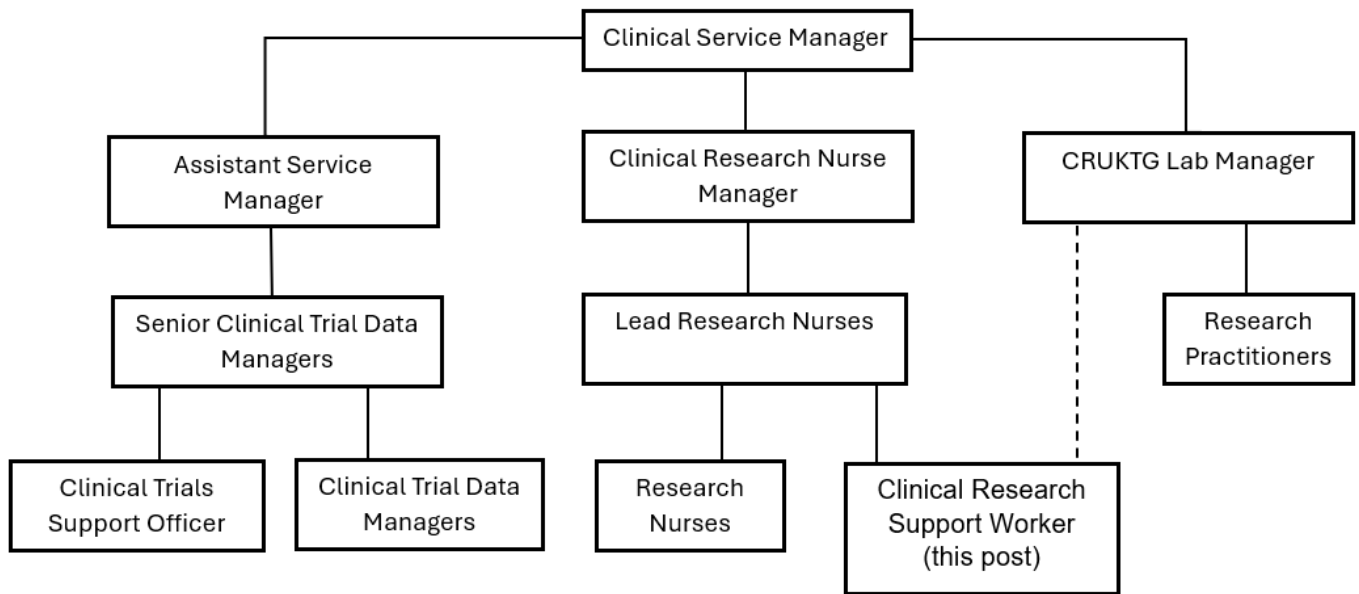 Clinical Service Manager
Assistant Service
Manager
Clinical Research Nurse
Manager
CRUKTG Lab Manager
Senior Clinical Trial Data
Managers
Lead Research Nurses
Research
Practitioners
Clinical Trials
Support Officer
Clinical Trial Data
Managers
Research
Nurses
Clinical Research
Support Worker
(this post)